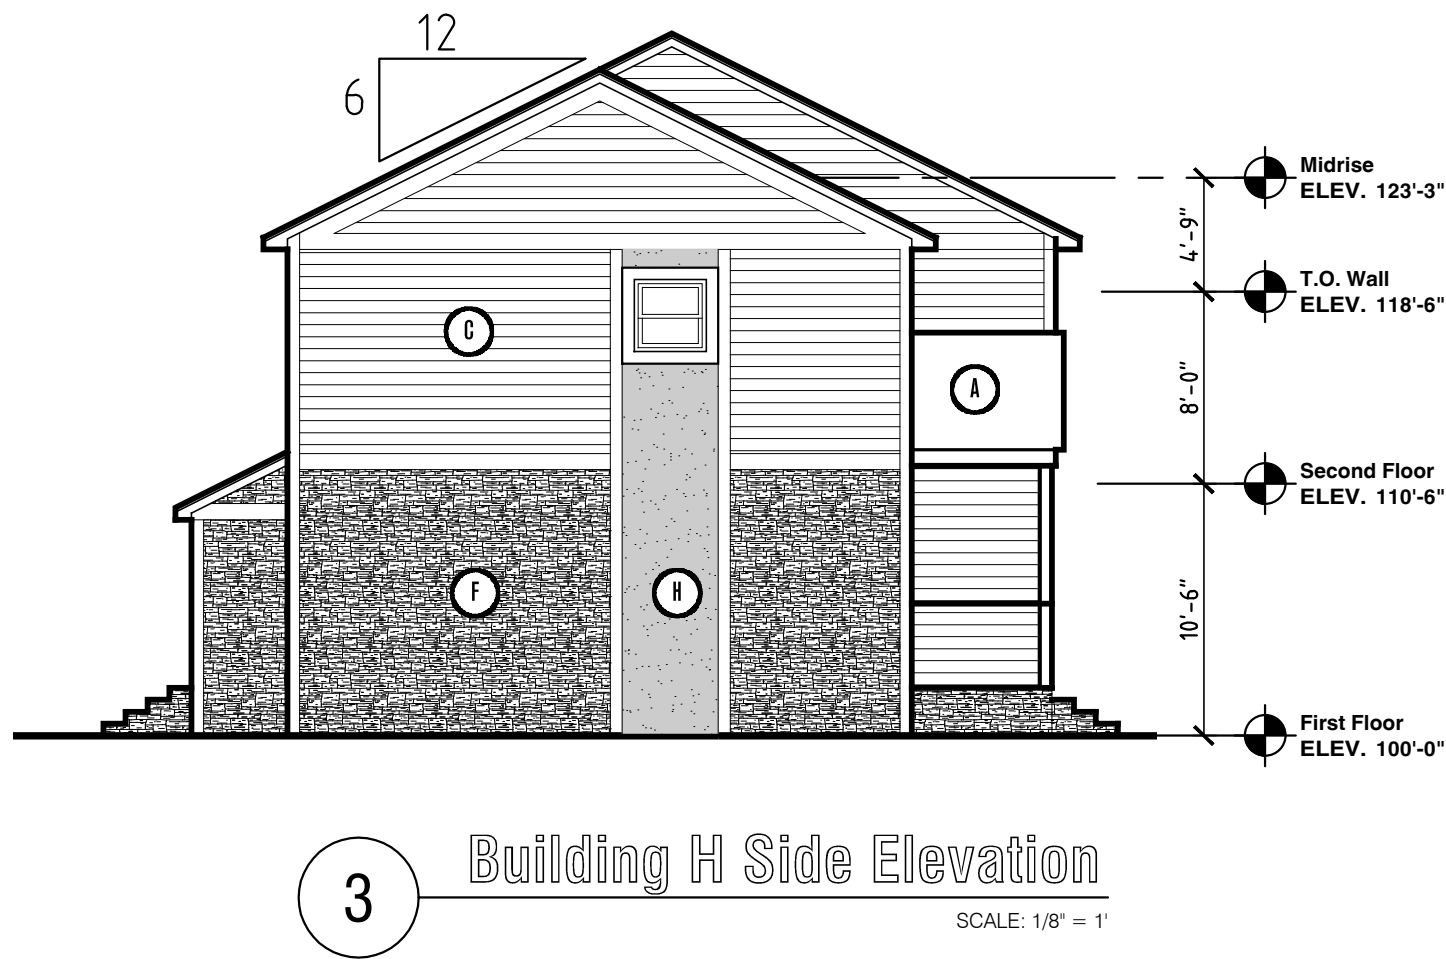 12
6
Midrise
ELEV. 123'-3"
4'-9"
T.O. Wall
ELEV. 118'-6"
C
A
8'-0"
Second Floor
ELEV. 110'-6"
F
H
10'-6"
First Floor
ELEV. 100'-0"
Building H Side Elevation
3
SCALE: 1/8" = 1'